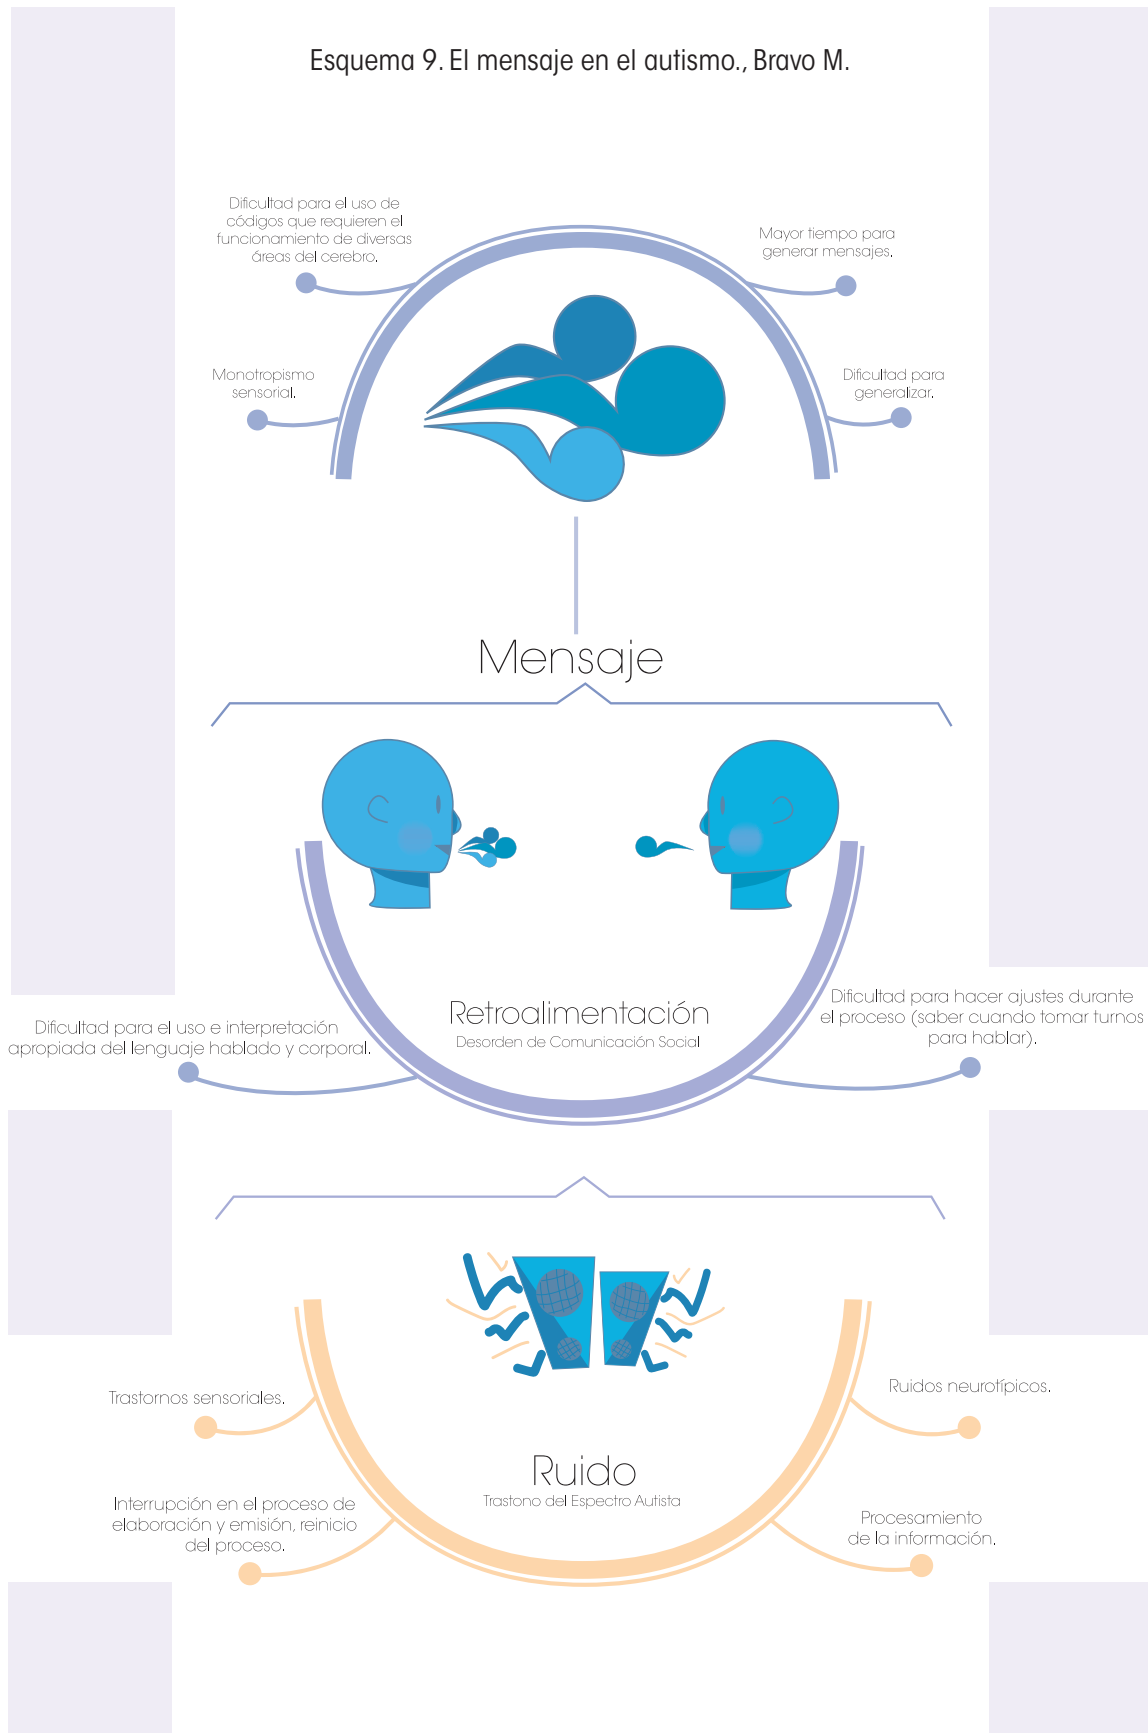 Esquema 9. El mensaje en el autismo., Bravo M.
Dificultad para el uso de
códigos que requieren el
funcionamiento de diversas
áreas del cerebro.
Mayor tiempo para
generar mensajes.
Monotropismo
sensorial.
Dificultad para
generalizar.
Mensaje
Retroalimentación
Desorden de Comunicación Social
Dificultad para el uso e interpretación
apropiada del lenguaje hablado y corporal.
Dificultad para hacer ajustes durante
el proceso (saber cuando tomar turnos
para hablar).
Trastornos sensoriales.
Ruidos neurotípicos.
Ruido
Trastono del Espectro Autista
Interrupción en el proceso de
elaboración y emisión, reinicio
del proceso.
Procesamiento
de la información.